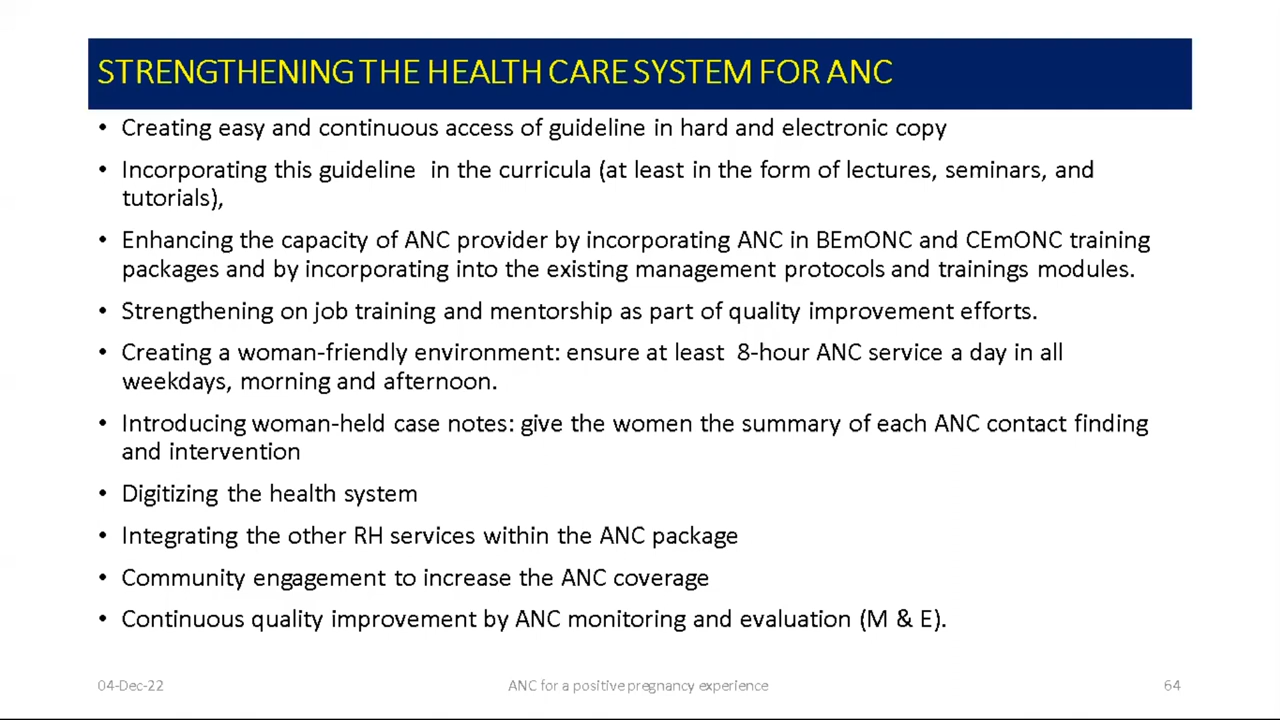 STRENGTHENING THE HEALTH CARE SYSTEM FOR ANC
• Creating easy and continuous access of guideline in hard and electronic copy
• Incorporating this guideline in the curricula (at least in the form of lectures, seminars, and
tutorials),
• Enhancing the capacity of ANC provider by incorporating ANC in BEmONC and CEmONC training
packages and by incorporating into the existing management protocols and trainings modules.
• Strengthening on job training and mentorship as part of quality improvement efforts.
• Creating a woman-friendly environment: ensure at least 8-hour ANC service a day in all
weekdays, morning and afternoon.
• Introducing woman-held case notes: give the women the summary of each ANC contact finding
and intervention
• Digitizing the health system
• Integrating the other RH services within the ANC package
• Community engagement to increase the ANC coverage
• Continuous quality improvement by ANC monitoring and evaluation (M & E).
04-Dec-22 ANC for a positive pregnancy experience 64